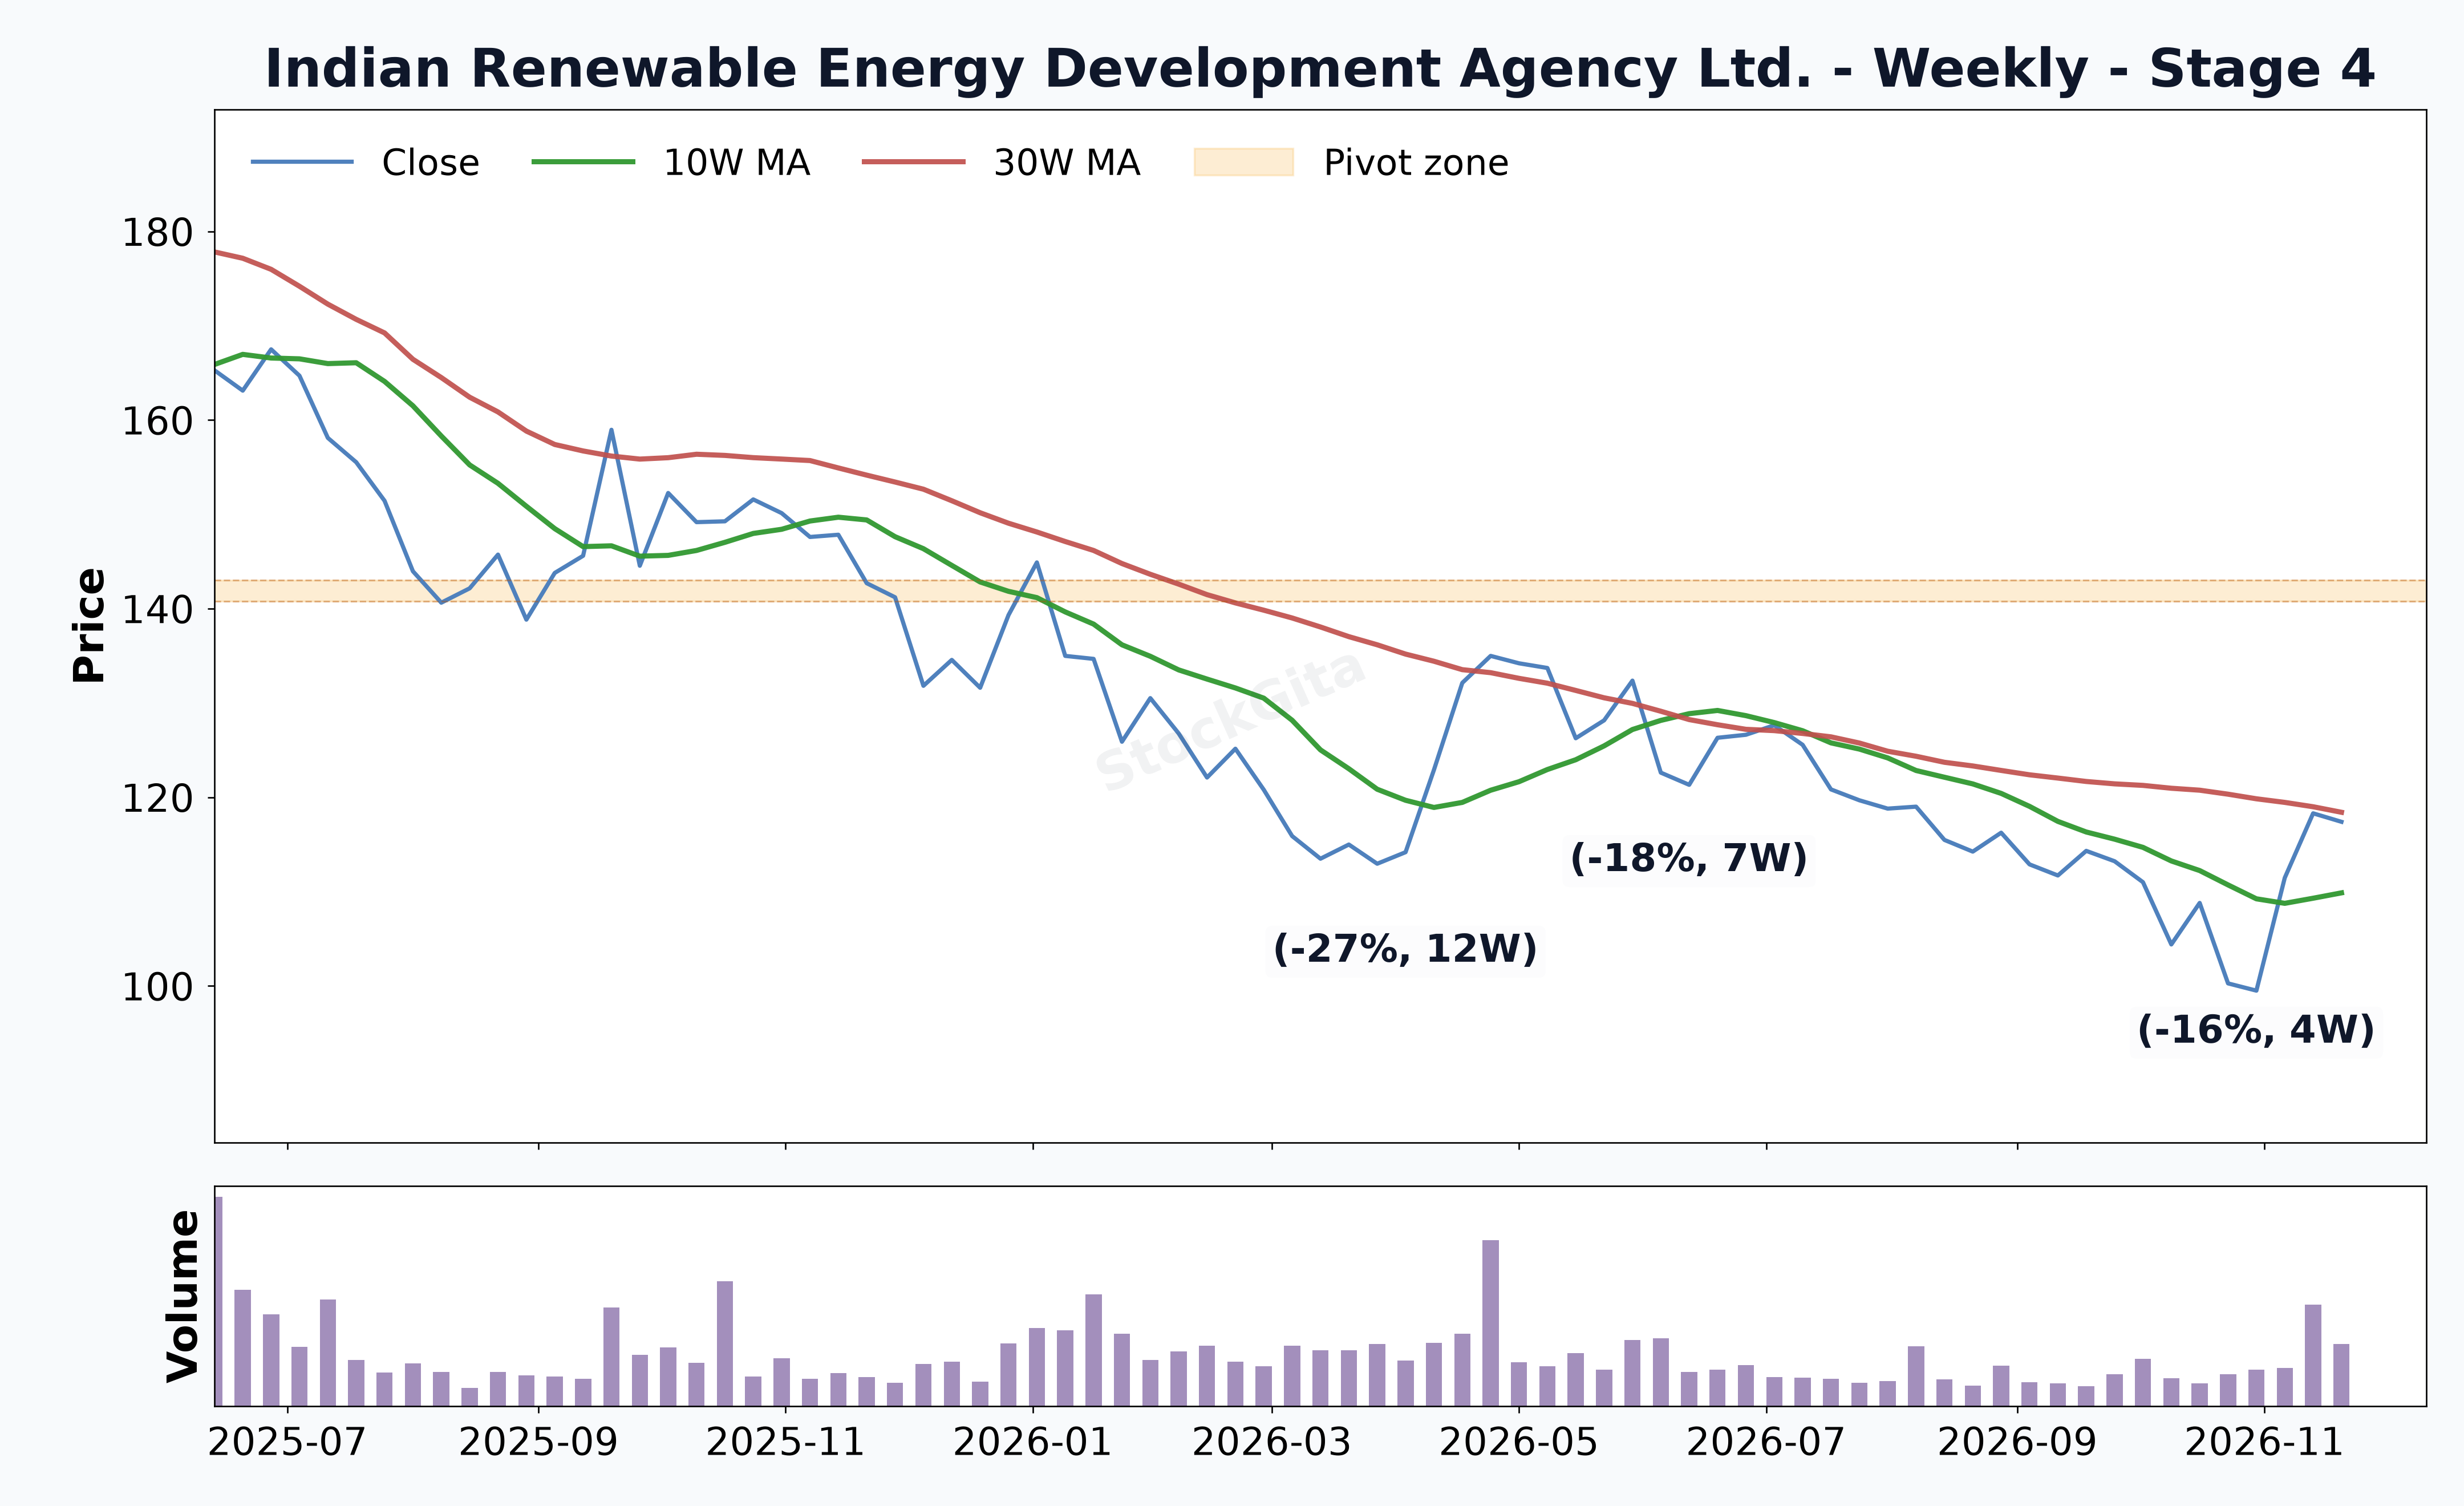 Indian Renewable Energy Development Agency Ltd. - Weekly - Stage 4
Close 10W MA 30W MA Pivot zone
180
160
140
120
100
Price
StockGita
(-18%, 7W)
(-27%, 12W)
(-16%, 4W)
Volume
2025-07 2025-09 2025-11 2026-01 2026-03 2026-05 2026-07 2026-09 2026-11